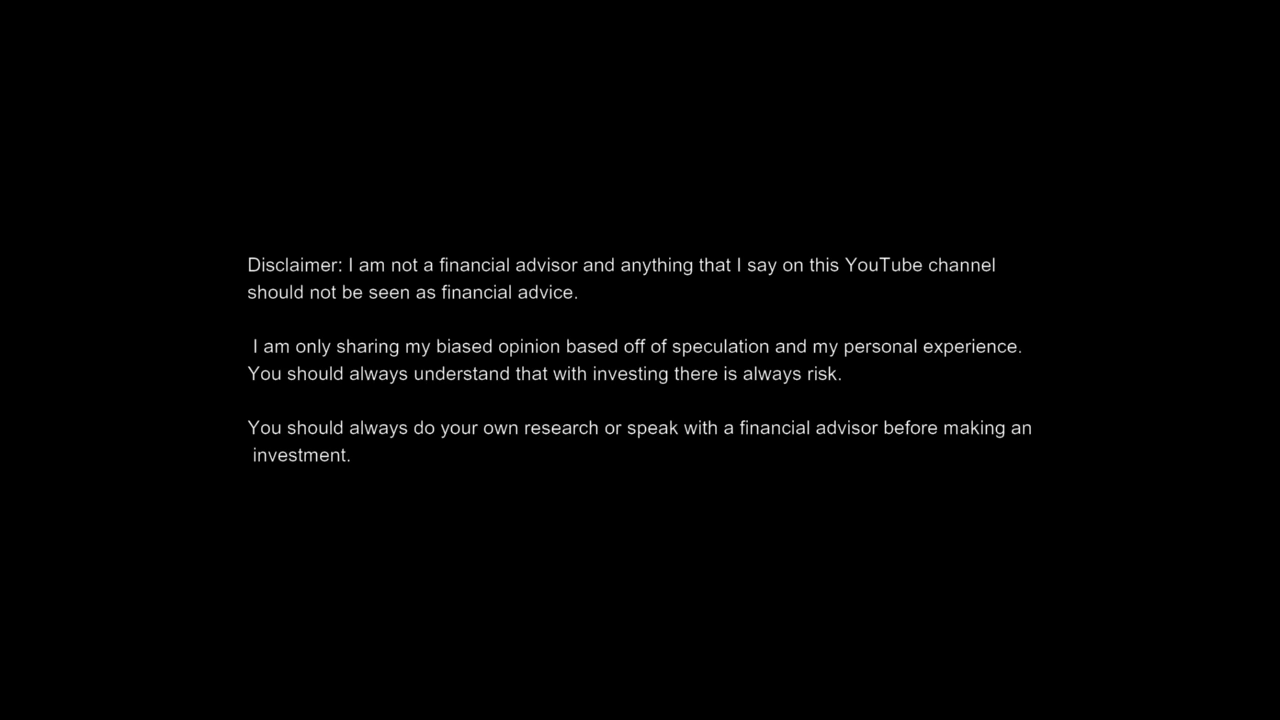 Disclaimer: I am not a financial advisor and anything that I say on this YouTube channel
should not be seen as financial advice.
I am only sharing my biased opinion based off of speculation and my personal experience.
You should always understand that with investing there is always risk.
You should always do your own research or speak with a financial advisor before making an
investment.